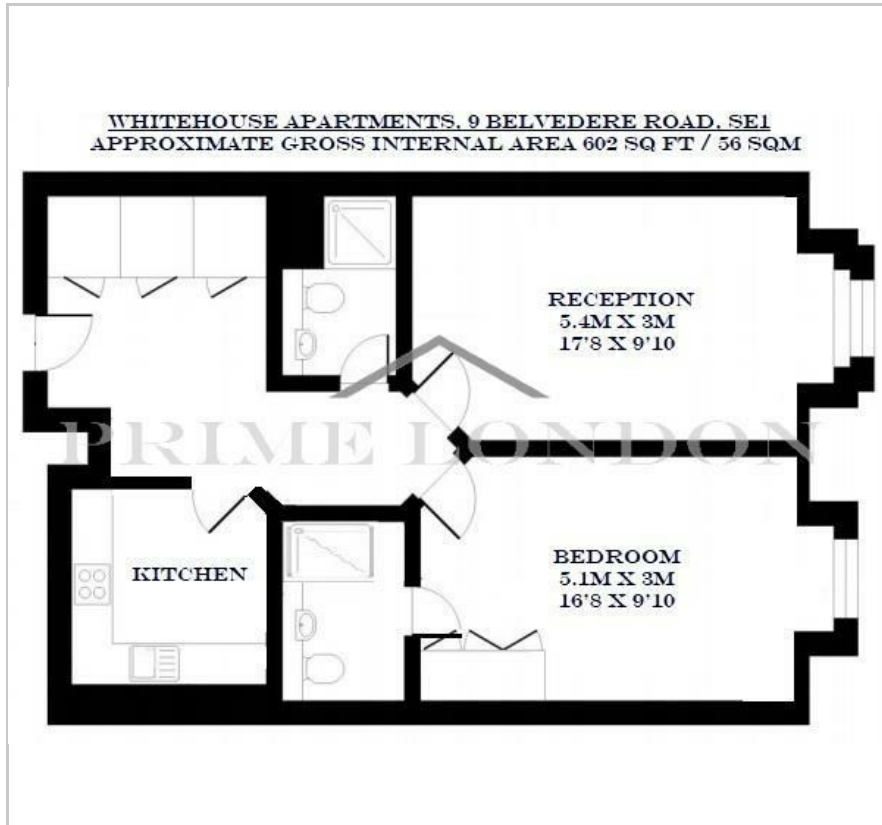 WHITEHOUSE APARTMENTS, 9 BELVEDERE ROAD, SE1
APPROXIMATE GROSS INTERNAL AREA 602 SQ FT / 56 SQM
RECEPTION
5.4M X 3M
17'8 X 9'10
PRIME LONDON
BEDROOM
5.1M X 3M
16'8 X 9'10
KITCHEN